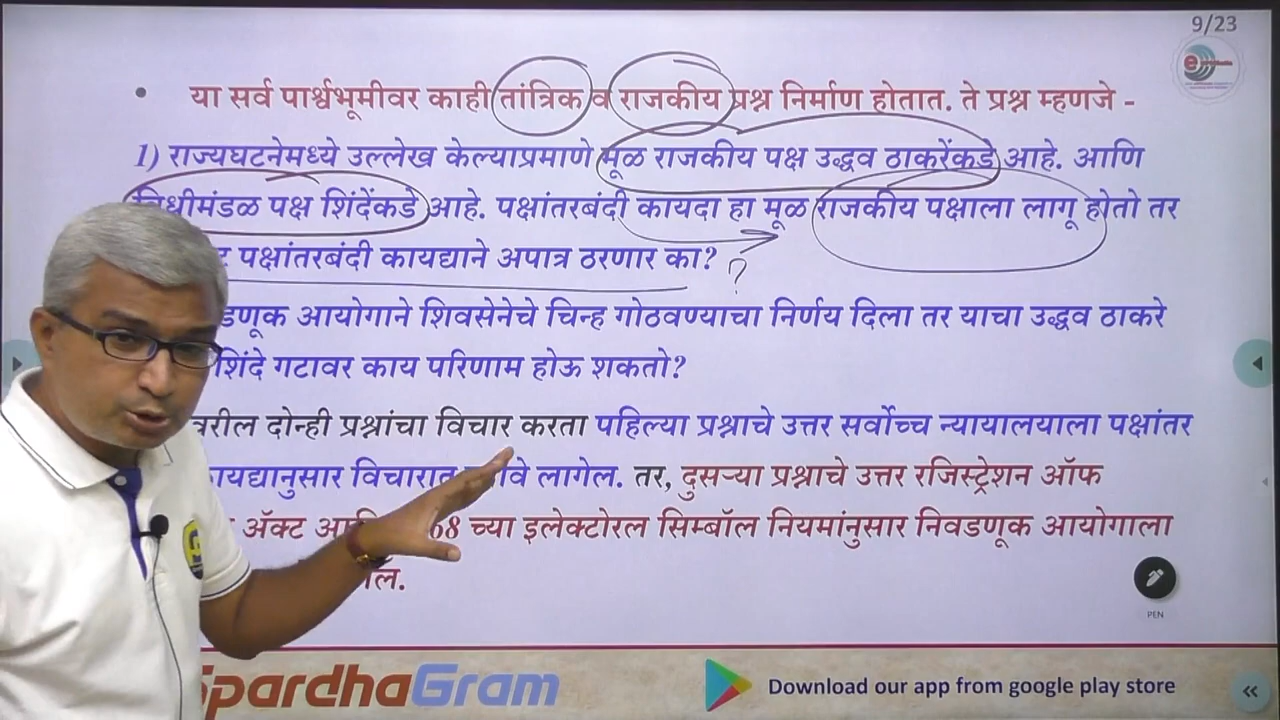 9/23
• या सर्व पार्श्वभूमीवर काही तांत्रिक व राजकीय प्रश्न निर्माण होतात. ते प्रश्न म्हणजे -
1) राज्यघटनेमध्ये उल्लेख केल्याप्रमाणे मूळ राजकीय पक्ष उद्धव ठाकरेंकडे आहे. आणि
विधीमंडळ पक्ष शिंदेंकडे आहे. पक्षांतरबंदी कायदा हा मूळ राजकीय पक्षाला लागू होतो तर
पक्षांतरबंदी कायद्याने अपात्र ठरणार का? ?
आयोगाने शिवसेनेचे चिन्ह गोठवण्याचा निर्णय दिला तर याचा उद्धव ठाकरे
शिंदे गटावर काय परिणाम होऊ शकतो?
दोन्ही प्रश्नांचा विचार करता पहिल्या प्रश्नाचे उत्तर सर्वोच्च न्यायालयाला पक्षांतर
विचारात लागेल. तर, दुसऱ्या प्रश्नाचे उत्तर रजिस्ट्रेशन ऑफ
ॲक्ट च्या इलेक्टोरल सिम्बॉल नियमांनुसार निवडणूक आयोगाला
PEN
SpardhaGram
Download our app from google play store